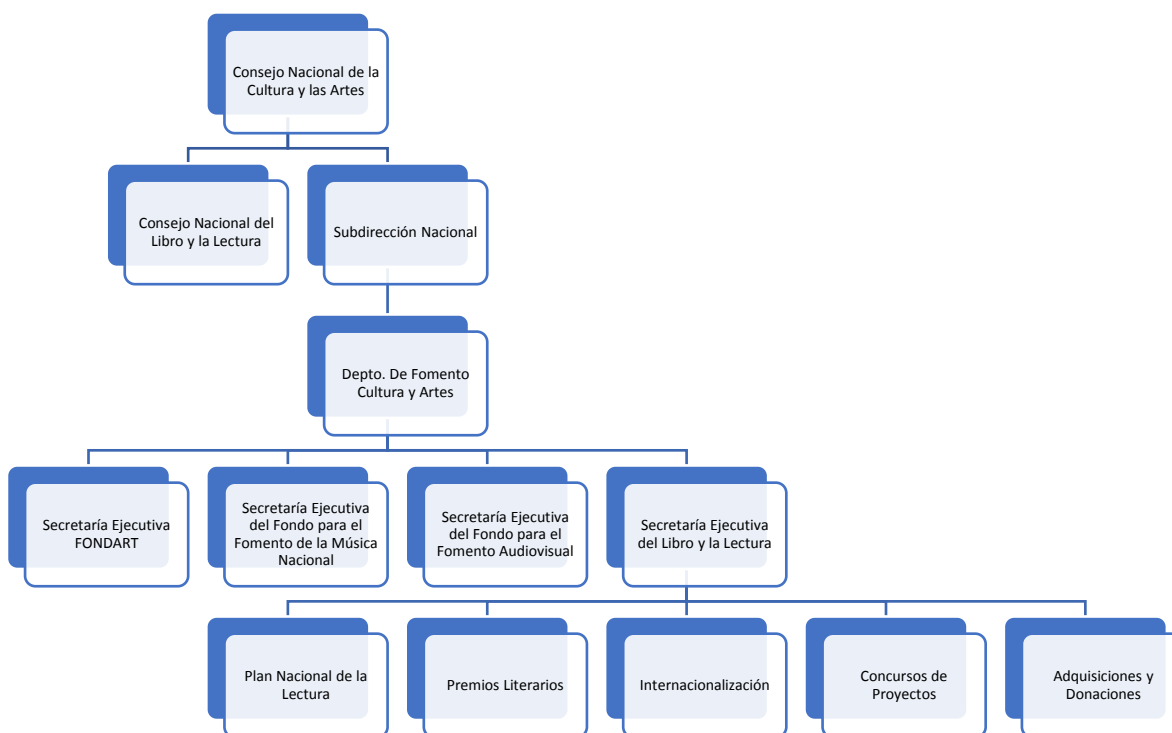 Consejo Nacional de la
Cultura y las Artes
Consejo Nacional del
Libro y la Lectura
Subdirección Nacional
Depto. De Fomento
Cultura y Artes
Secretaría Ejecutiva
FONDART
Secretaría Ejecutiva
del Fondo para el
Fomento de la Música
Nacional
Secretaría Ejecutiva
del Fondo para el
Fomento Audiovisual
Secretaría Ejecutiva
del Libro y la Lectura
Plan Nacional de la
Lectura
Premios Literarios
Internacionalización
Concursos de
Proyectos
Adquisiciones y
Donaciones